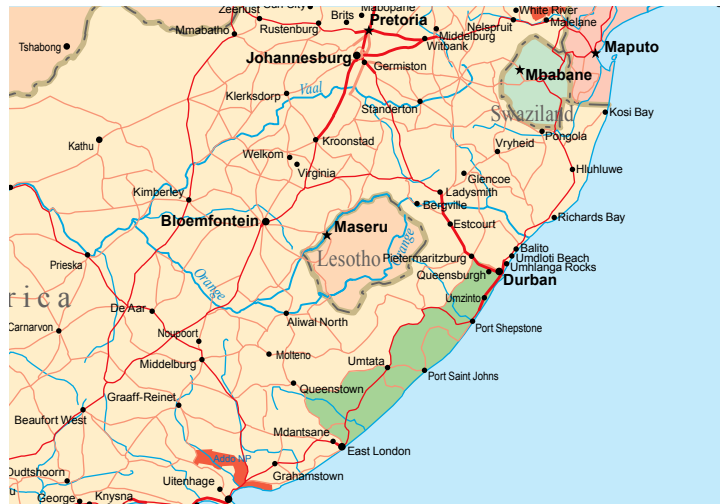 Zeerust
Sun City
Mabopane
Brits
Pretoria
White River
Nelspruit
Malelane
Rustenburg
Mmabatho
Middelburg
Witbank
Tshabong
Johannesburg
Germiston
Maputo
Mbabane
Klerksdorp
Vaal
Standerton
Swaziland
Kosi Bay
Pongola
Kathu
Kroonstad
Welkom
Virginia
Vryheid
Glencoe
Hluhluwe
Kimberley
Ladysmith
Bergville
Bloemfontein
Maseru
Estcourt
Richards Bay
Orange
Lesotho
Pietermaritzburg
Balito
Umdloti Beach
Umhlanga Rocks
Queensburgh
Durban
Prieska
Orange
Umzinto
rica
De Aar
Aliwal North
Port Shepstone
Carnarvon
Noupoort
Molteno
Middelburg
Umtata
Port Saint Johns
Graaff-Reinet
Queenstown
Beaufort West
Mdantsane
East London
Addo NP
Grahamstown
Oudtshoorn
Uitenhage
George
Knysna